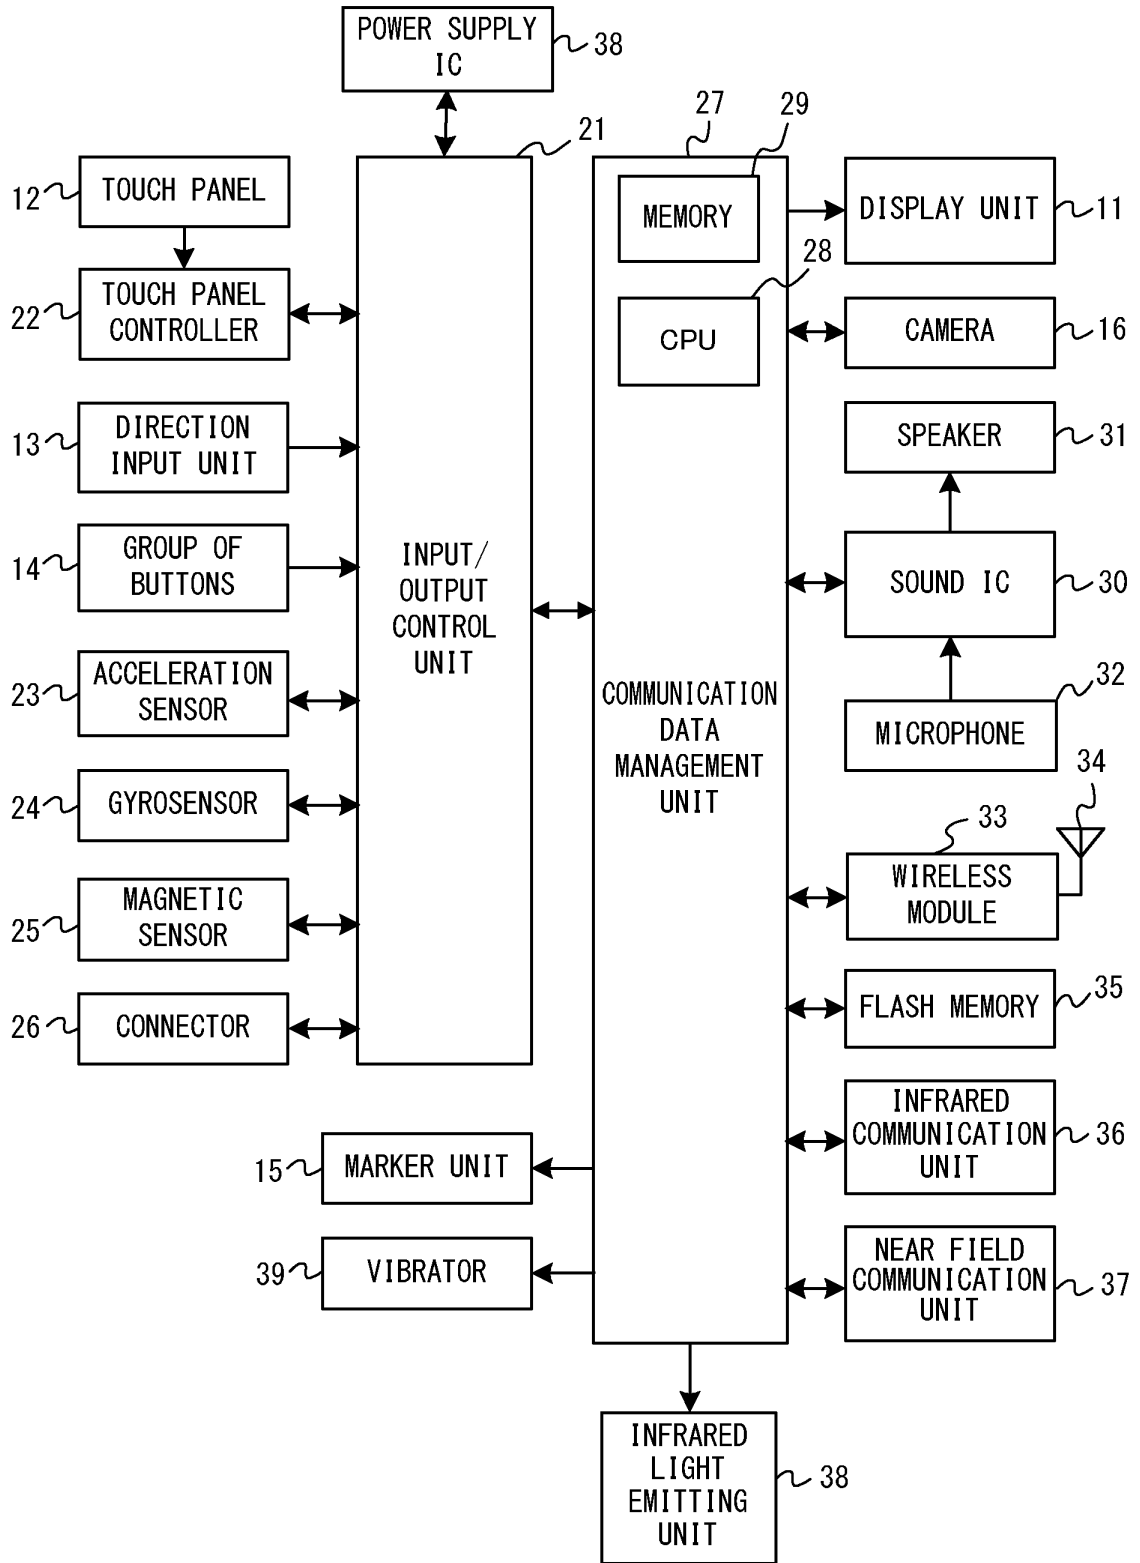 POWER SUPPLY
IC
38
21
27
29
12
TOUCH PANEL
MEMORY
DISPLAY UNIT
11
28
22
TOUCH PANEL
CONTROLLER
CPU
CAMERA
16
13
DIRECTION
INPUT UNIT
SPEAKER
31
14
GROUP OF
BUTTONS
INPUT/
OUTPUT
CONTROL
UNIT
SOUND IC
30
23
ACCELERATION
SENSOR
COMMUNICATION
DATA
MANAGEMENT
UNIT
32
MICROPHONE
24
GYROSENSOR
34
33
WIRELESS
MODULE
25
MAGNETIC
SENSOR
26
CONNECTOR
FLASH MEMORY
35
INFRARED
COMMUNICATION
UNIT
36
15
MARKER UNIT
39
VIBRATOR
NEAR FIELD
COMMUNICATION
UNIT
37
INFRARED
LIGHT
EMITTING
UNIT
38